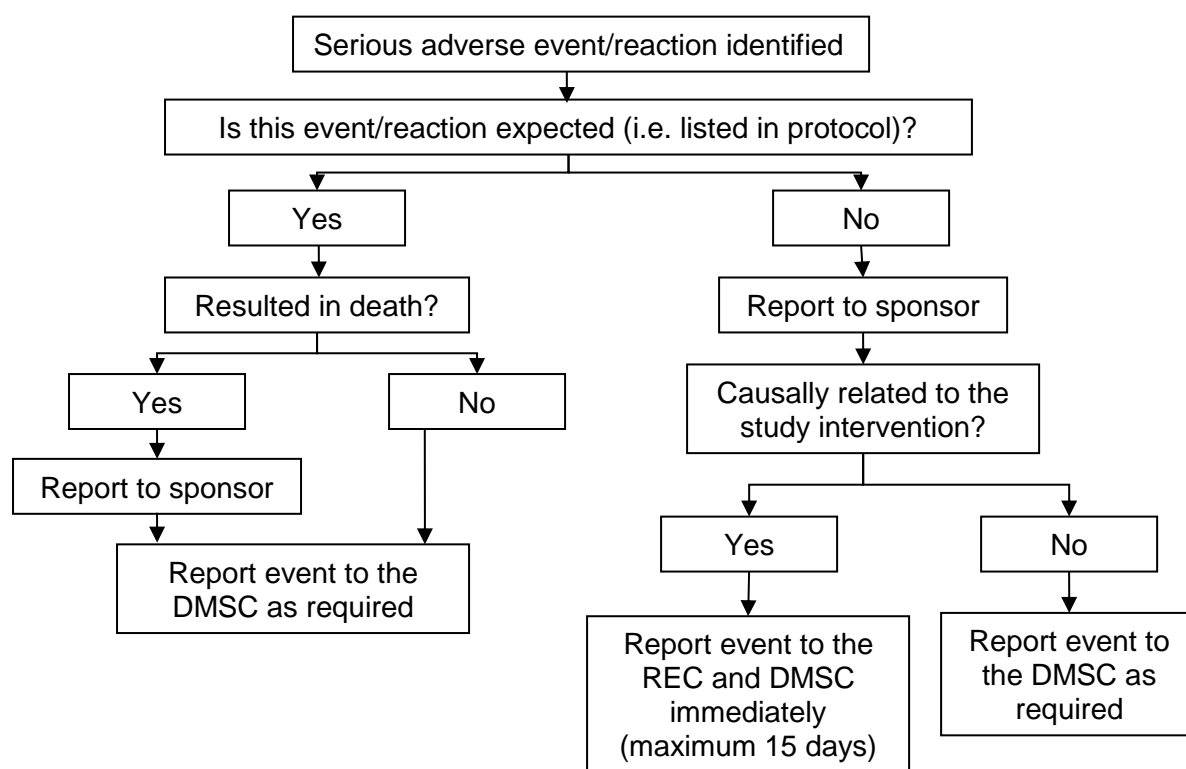 Serious adverse event/reaction identified
Is this event/reaction expected (i.e. listed in protocol)?
Yes
No
Resulted in death?
Report to sponsor
Yes
No
Causally related to the
study intervention?
Report to sponsor
Yes
No
Report event to the
DMSC as required
Report event to the
REC and DMSC
immediately
(maximum 15 days)
Report event to
the DMSC as
required